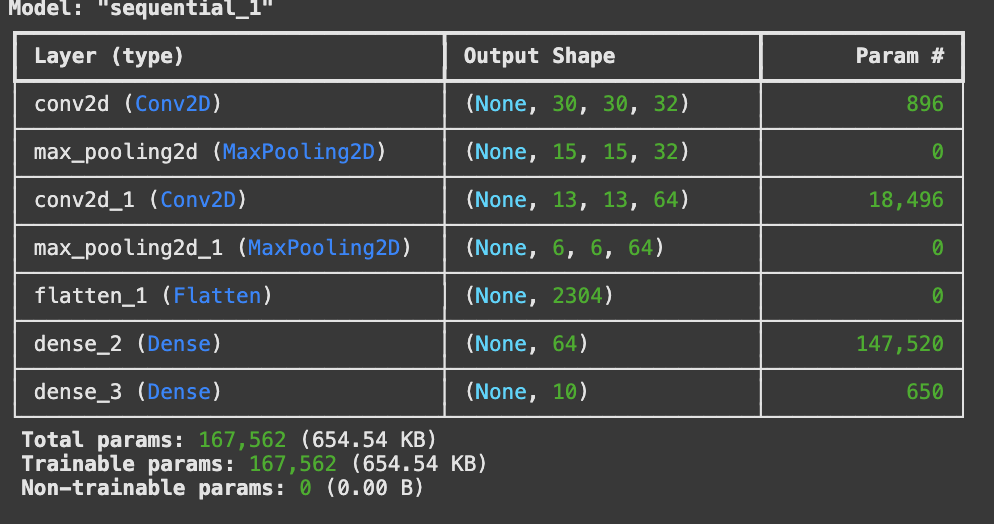 Model: "sequential_1"
Layer (type) Output Shape Param #
conv2d (Conv2D) (None, 30, 30, 32) 896
max_pooling2d (MaxPooling2D) (None, 15, 15, 32) 0
conv2d_1 (Conv2D) (None, 13, 13, 64) 18,496
max_pooling2d_1 (MaxPooling2D) (None, 6, 6, 64) 0
flatten_1 (Flatten) (None, 2304) 0
dense_2 (Dense) (None, 64) 147,520
dense_3 (Dense) (None, 10) 650
Total params: 167,562 (654.54 KB)
Trainable params: 167,562 (654.54 KB)
Non-trainable params: 0 (0.00 B)